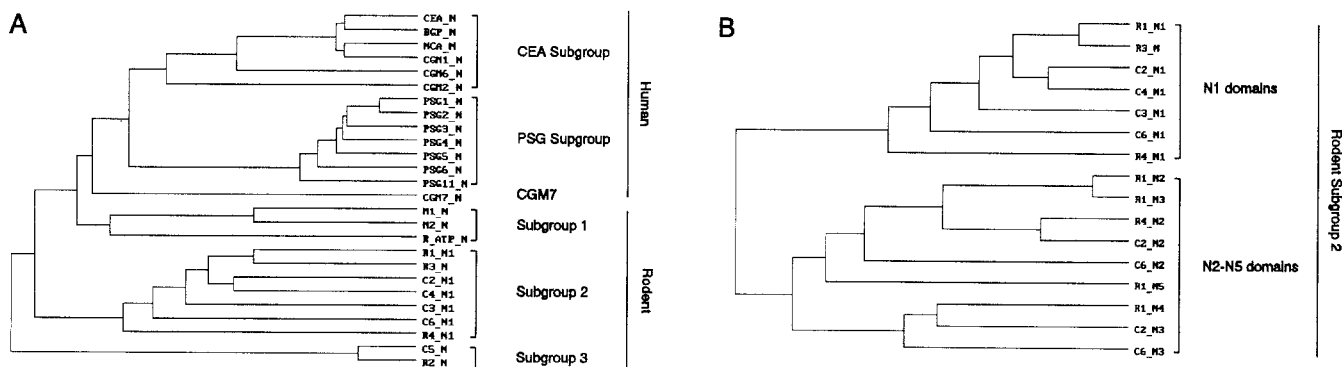 A
CEA_N
BGP_N
NCA_N
CGM1_N
CGM6_N
CGM2_N
CEA Subgroup
PSG1_N
PSG2_N
PSG3_N
PSG4_N
PSG5_N
PSG6_N
PSG11_N
PSG Supgroup
CGM7_N
CGM7
Human
M1_N
M2_N
R_ATP_N
Subgroup 1
R1_N1
R3_N
C2_N1
C4_N1
C3_N1
C6_N1
R4_N1
Subgroup 2
C5_N
R2_N
Subgroup 3
Rodent
B
R1_N1
R3_N
C2_N1
C4_N1
C3_N1
C6_N1
R4_N1
N1 domains
R1_N2
R1_N3
R4_N2
C2_N2
C6_N2
R1_N5
R1_N4
C2_N3
C6_N3
N2-N5 domains
Rodent Subgroup 2